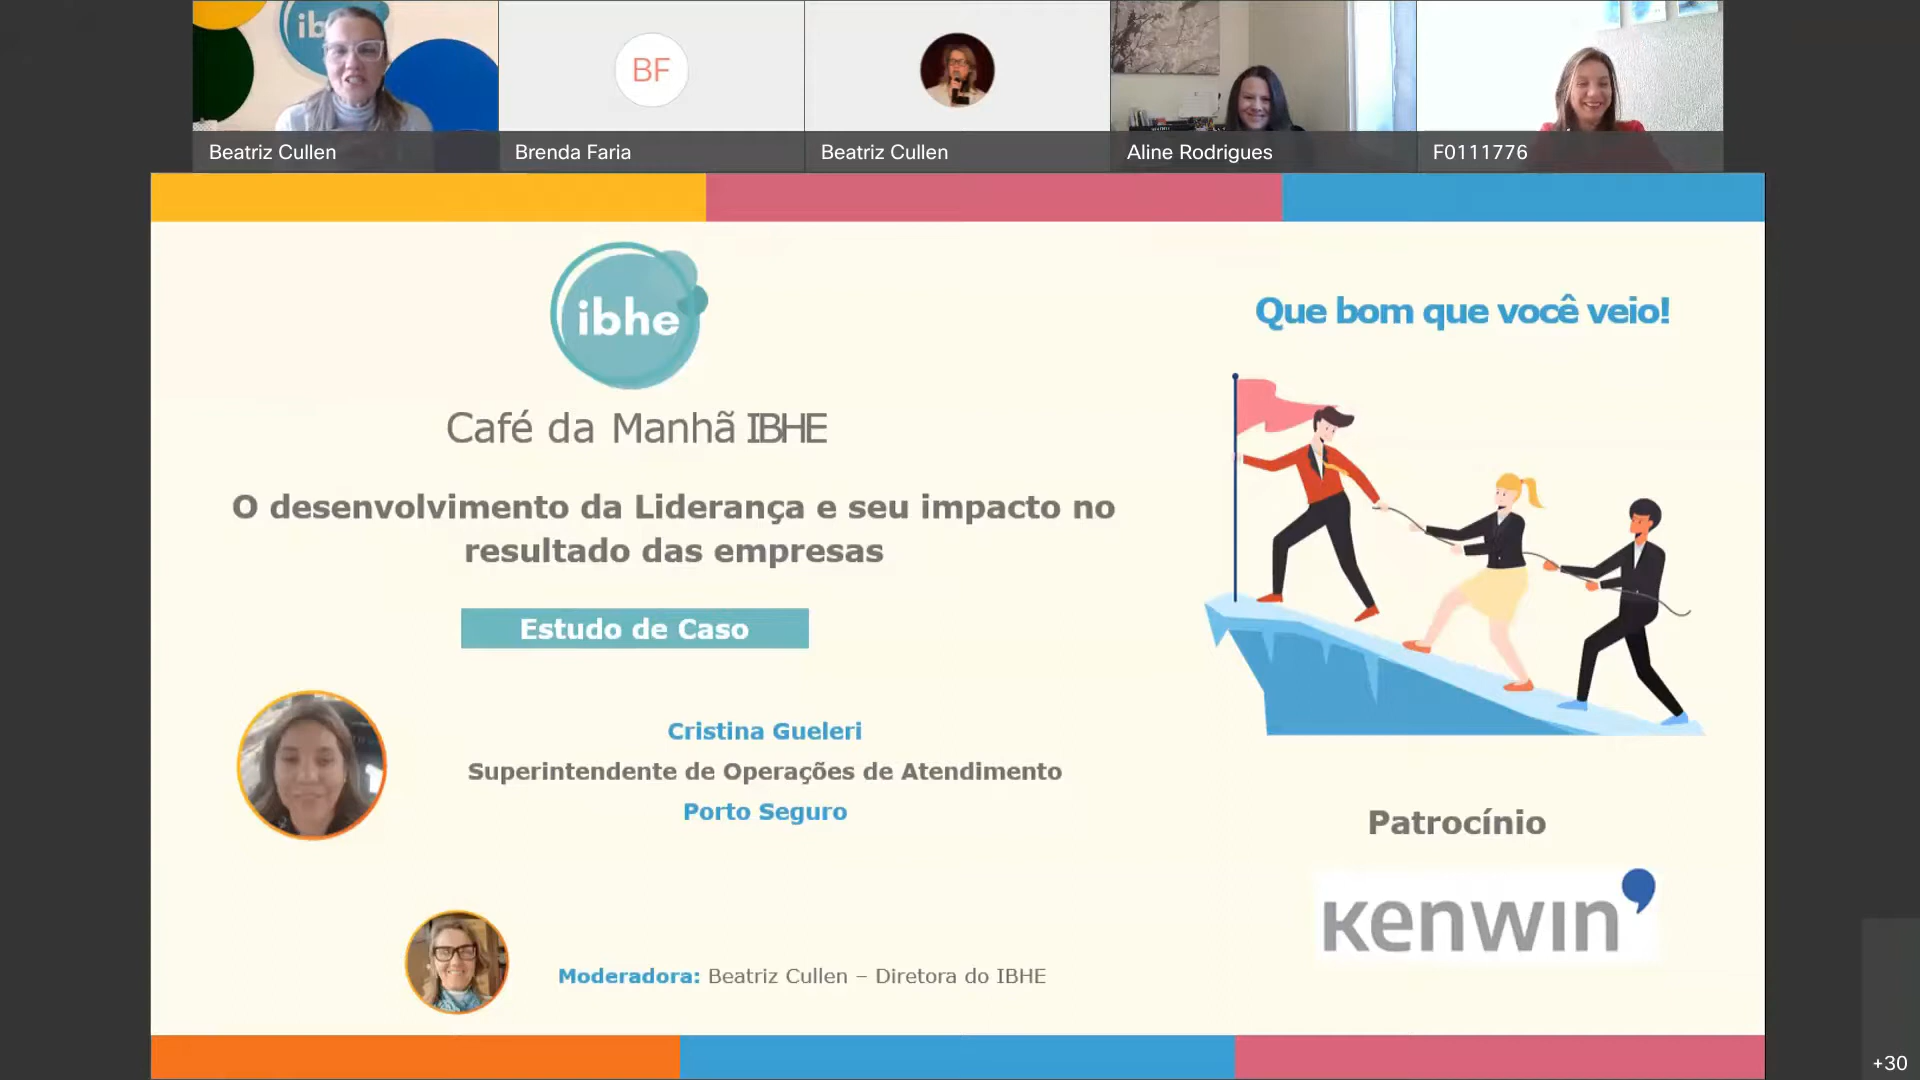 ib
BF
Beatriz Cullen
Brenda Faria
Beatriz Cullen
Aline Rodrigues
F0111776
ibhe
Que bom que você veio!
Café da Manhã IBHE
O desenvolvimento da Liderança e seu impacto no
resultado das empresas
Estudo de Caso
Cristina Gueleri
Superintendente de Operações de Atendimento
Porto Seguro
Patrocínio
kenwin
Moderadora: Beatriz Cullen – Diretora do IBHE
+30